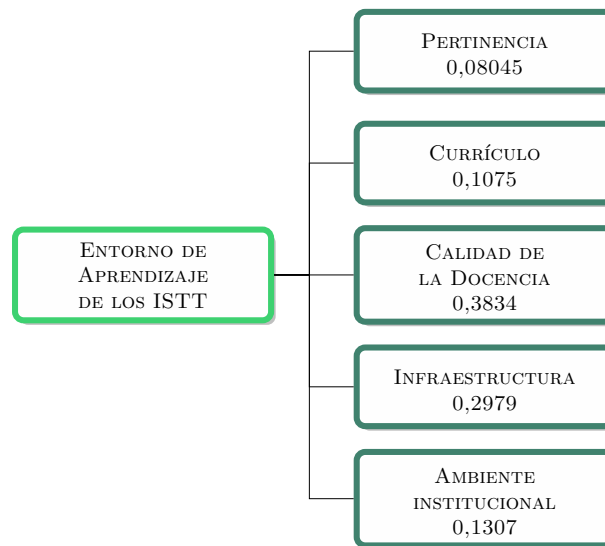 Pertinencia
0,08045
Currículo
0,1075
Entorno de
Aprendizaje
de los ISTT
Calidad de
la Docencia
0,3834
Infraestructura
0,2979
Ambiente
institucional
0,1307